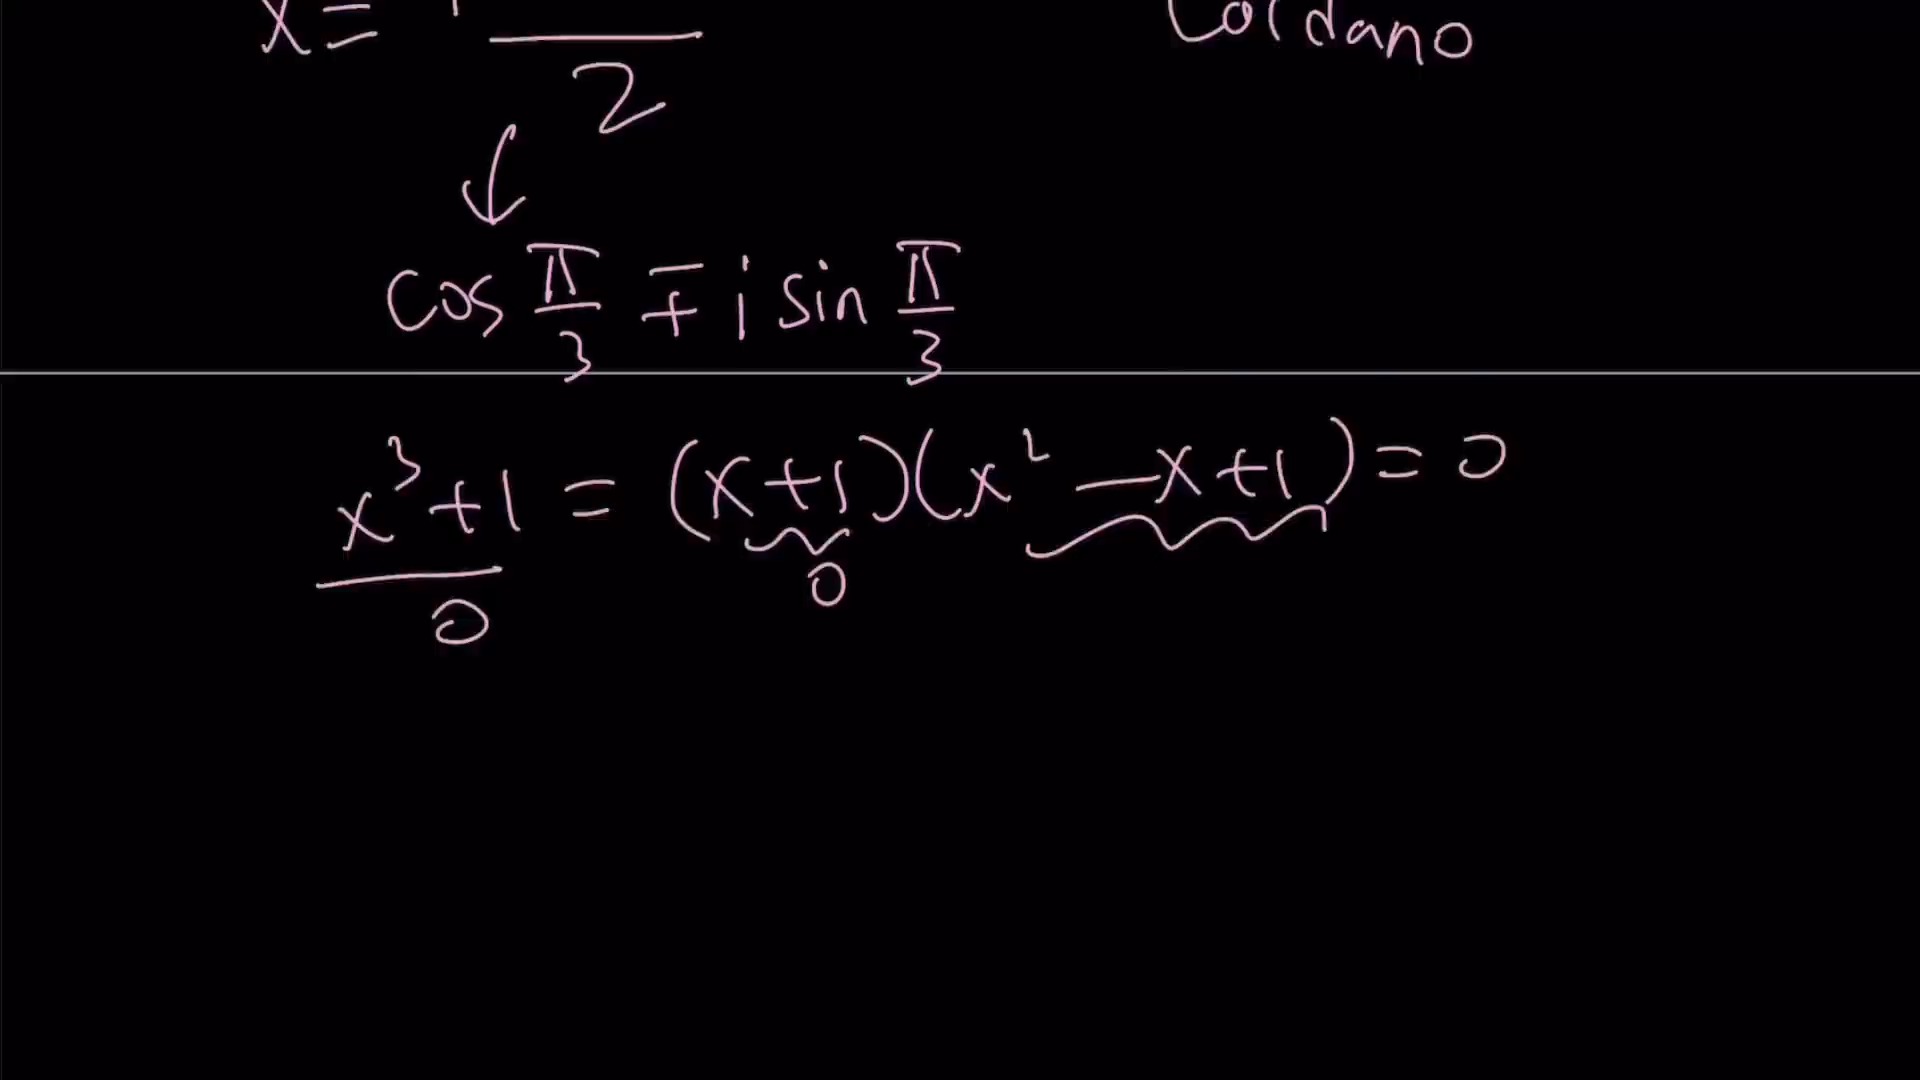 x =
Cardano
2
cos π/3 ∓ i sin π/3
x³+1 = (x+1)(x²-x+1) = 0
0
0